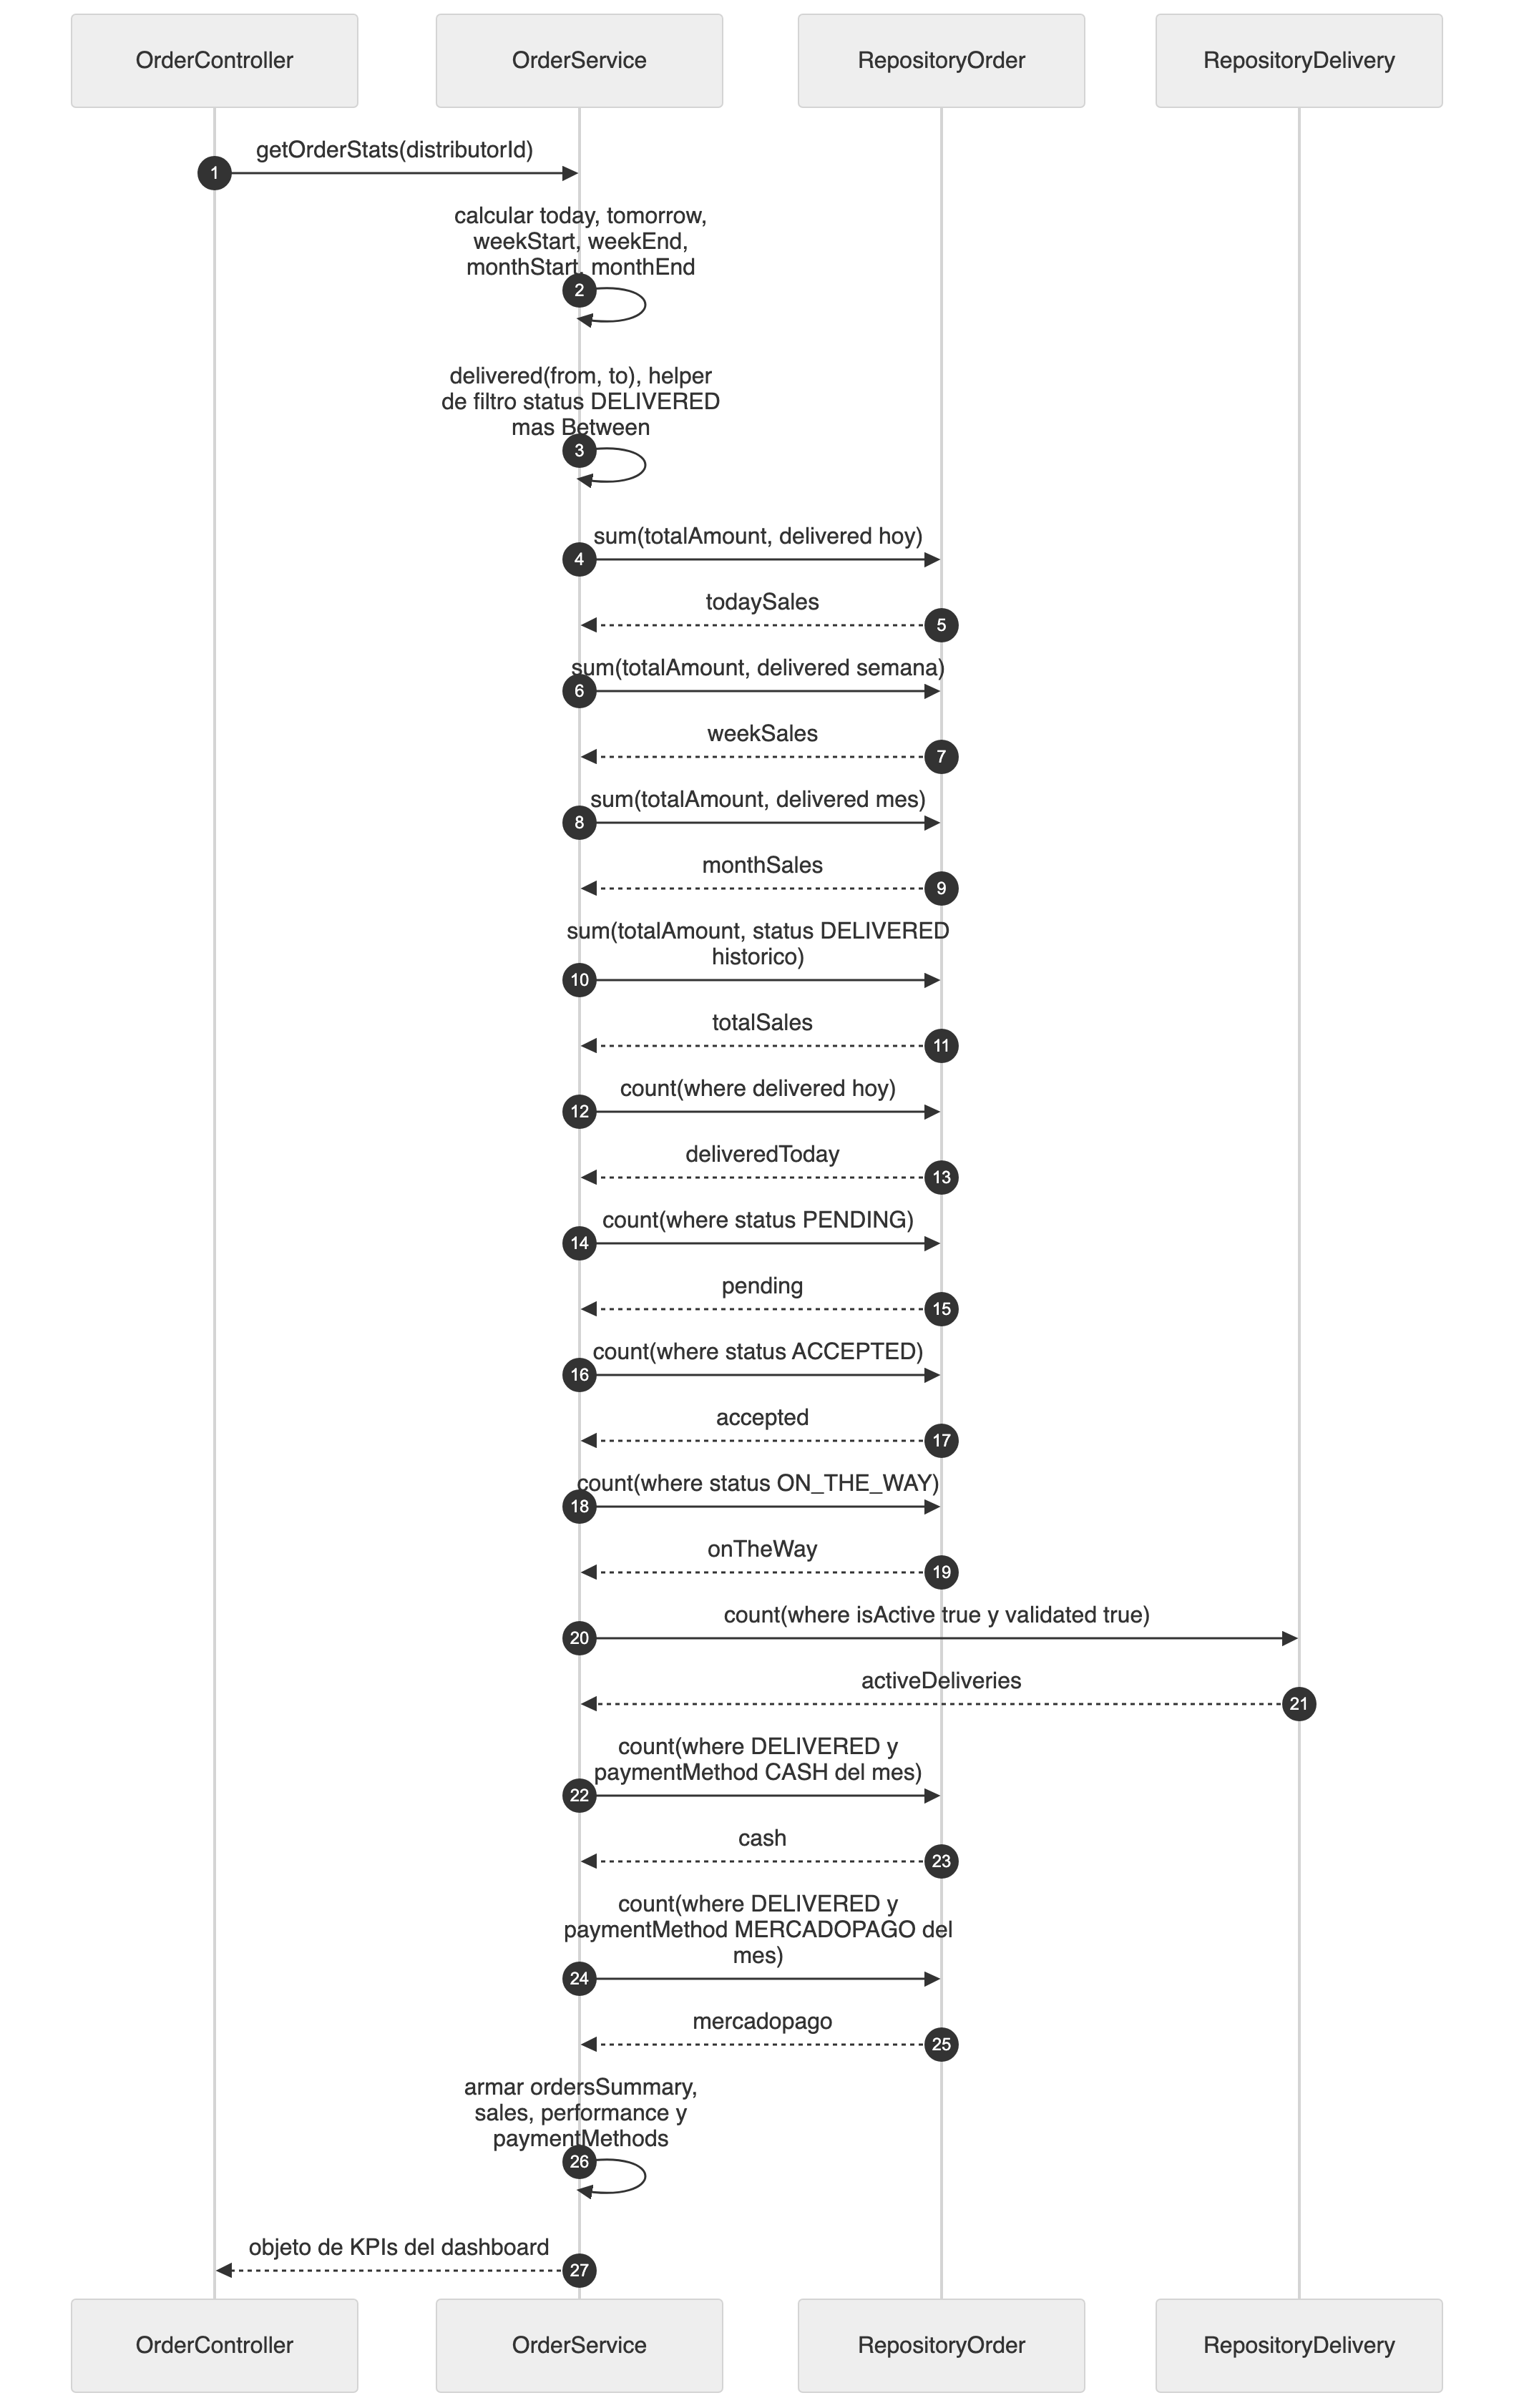 OrderController
OrderService
RepositoryOrder
RepositoryDelivery
getOrderStats(distributorId)
1
calcular today, tomorrow,
weekStart, weekEnd,
monthStart, monthEnd
2
delivered(from, to), helper
de filtro status DELIVERED
mas Between
3
sum(totalAmount, delivered hoy)
4
todaySales
5
sum(totalAmount, delivered semana)
6
weekSales
7
sum(totalAmount, delivered mes)
8
monthSales
9
sum(totalAmount, status DELIVERED
historico)
10
totalSales
11
count(where delivered hoy)
12
deliveredToday
13
count(where status PENDING)
14
pending
15
count(where status ACCEPTED)
16
accepted
17
count(where status ON_THE_WAY)
18
onTheWay
19
count(where isActive true y validated true)
20
activeDeliveries
21
count(where DELIVERED y
paymentMethod CASH del mes)
22
cash
23
count(where DELIVERED y
paymentMethod MERCADOPAGO del
mes)
24
mercadopago
25
armar ordersSummary,
sales, performance y
paymentMethods
26
objeto de KPIs del dashboard
27
OrderController
OrderService
RepositoryOrder
RepositoryDelivery